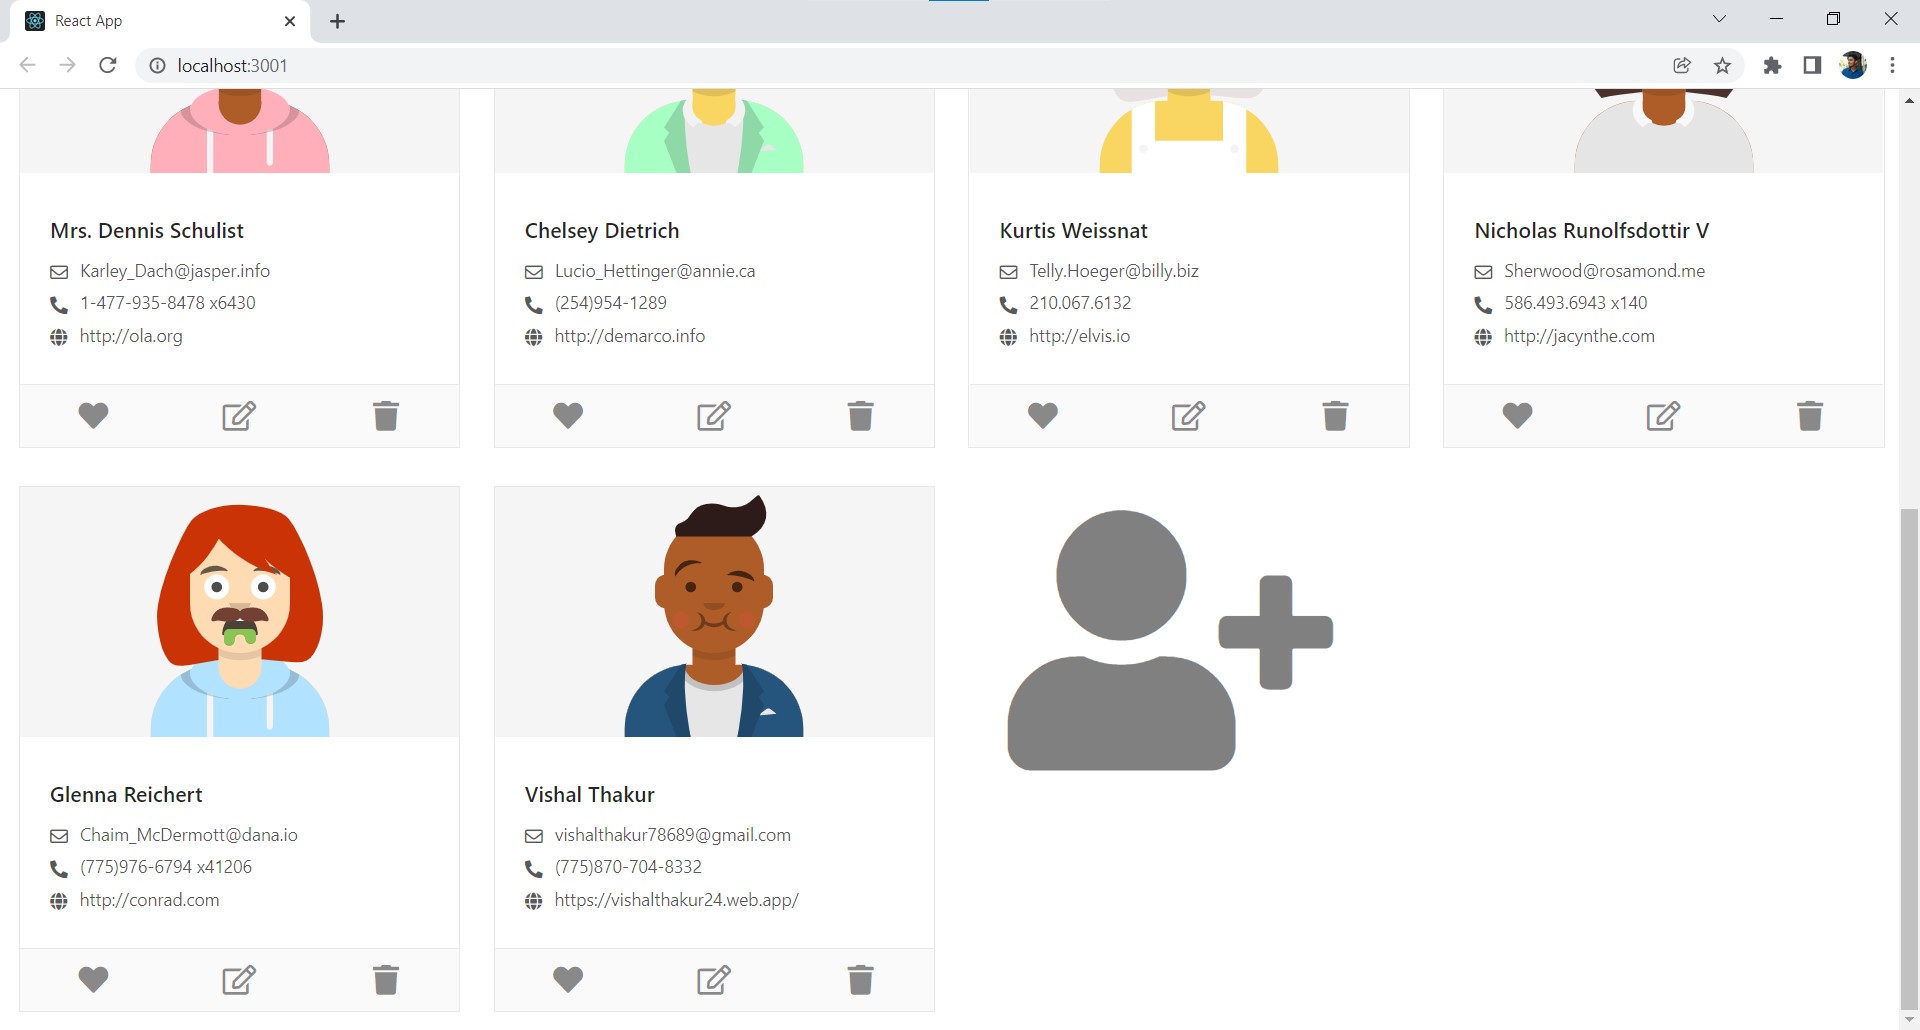 React App
localhost:3001
Mrs. Dennis Schulist
Karley_Dach@jasper.info
1-477-935-8478 x6430
http://ola.org
Chelsey Dietrich
Lucio_Hettinger@annie.ca
(254)954-1289
http://demarco.info
Kurtis Weissnat
Telly.Hoeger@billy.biz
210.067.6132
http://elvis.io
Nicholas Runolfsdottir V
Sherwood@rosamond.me
586.493.6943 x140
http://jacynthe.com
Glenna Reichert
Chaim_McDermott@dana.io
(775)976-6794 x41206
http://conrad.com
Vishal Thakur
vishalthakur78689@gmail.com
(775)870-704-8332
https://vishalthakur24.web.app/